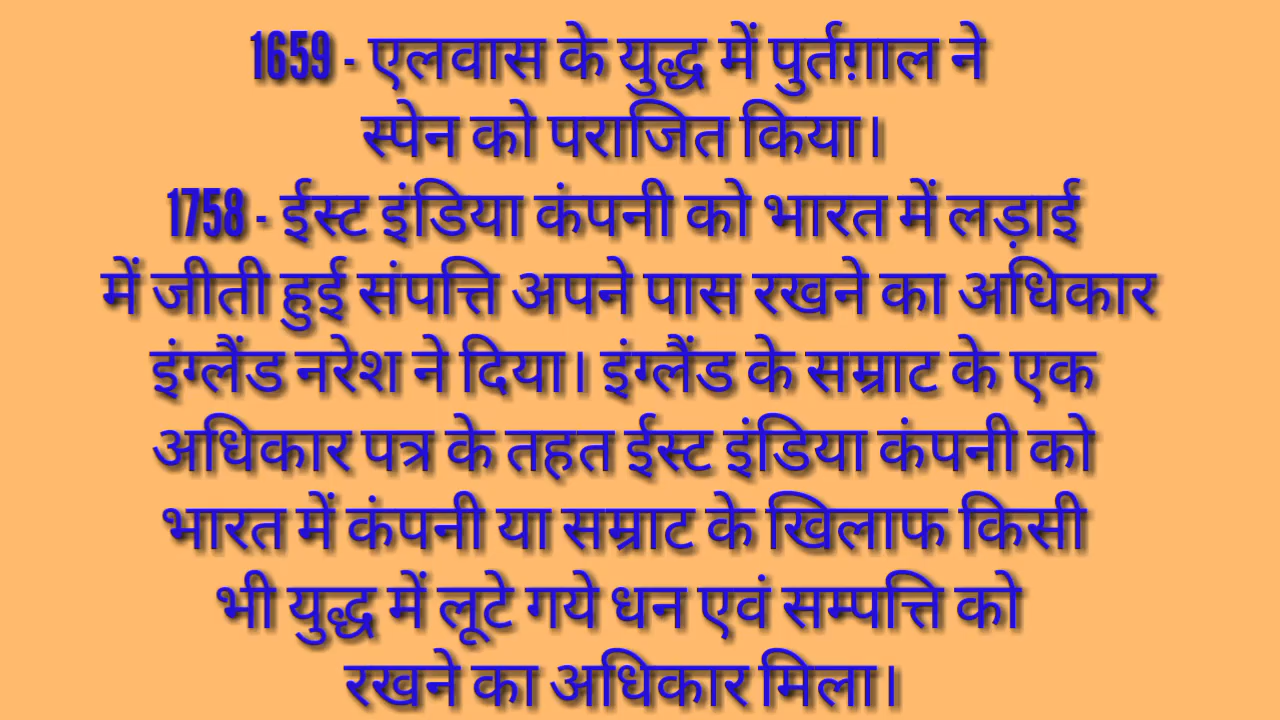 1659 - एलवास के युद्ध में पुर्तग़ाल ने
स्पेन को पराजित किया।
1758 - ईस्ट इंडिया कंपनी को भारत में लड़ाई
में जीती हुई संपत्ति अपने पास रखने का अधिकार
इंग्लैंड नरेश ने दिया। इंग्लैंड के सम्राट के एक
अधिकार पत्र के तहत ईस्ट इंडिया कंपनी को
भारत में कंपनी या सम्राट के खिलाफ किसी
भी युद्ध में लूटे गये धन एवं सम्पत्ति को
रखने का अधिकार मिला।